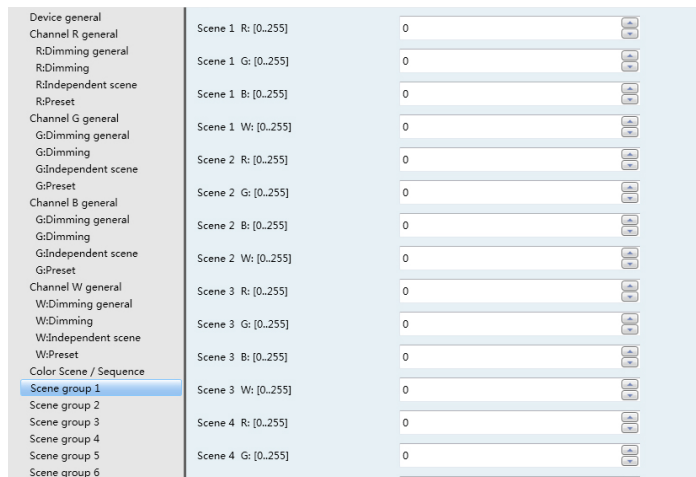 Device general
Channel R general
R:Dimming general
R:Dimming
R:Independent scene
R:Preset
Channel G general
G:Dimming general
G:Dimming
G:Independent scene
G:Preset
Channel B general
G:Dimming general
G:Dimming
G:Independent scene
G:Preset
Channel W general
W:Dimming general
W:Dimming
W:Independent scene
W:Preset
Color Scene / Sequence
Scene group 1
Scene group 2
Scene group 3
Scene group 4
Scene group 5
Scene group 6
Scene 1 R: [0..255] 0
Scene 1 G: [0..255] 0
Scene 1 B: [0..255] 0
Scene 1 W: [0..255] 0
Scene 2 R: [0..255] 0
Scene 2 G: [0..255] 0
Scene 2 B: [0..255] 0
Scene 2 W: [0..255] 0
Scene 3 R: [0..255] 0
Scene 3 G: [0..255] 0
Scene 3 B: [0..255] 0
Scene 3 W: [0..255] 0
Scene 4 R: [0..255] 0
Scene 4 G: [0..255] 0